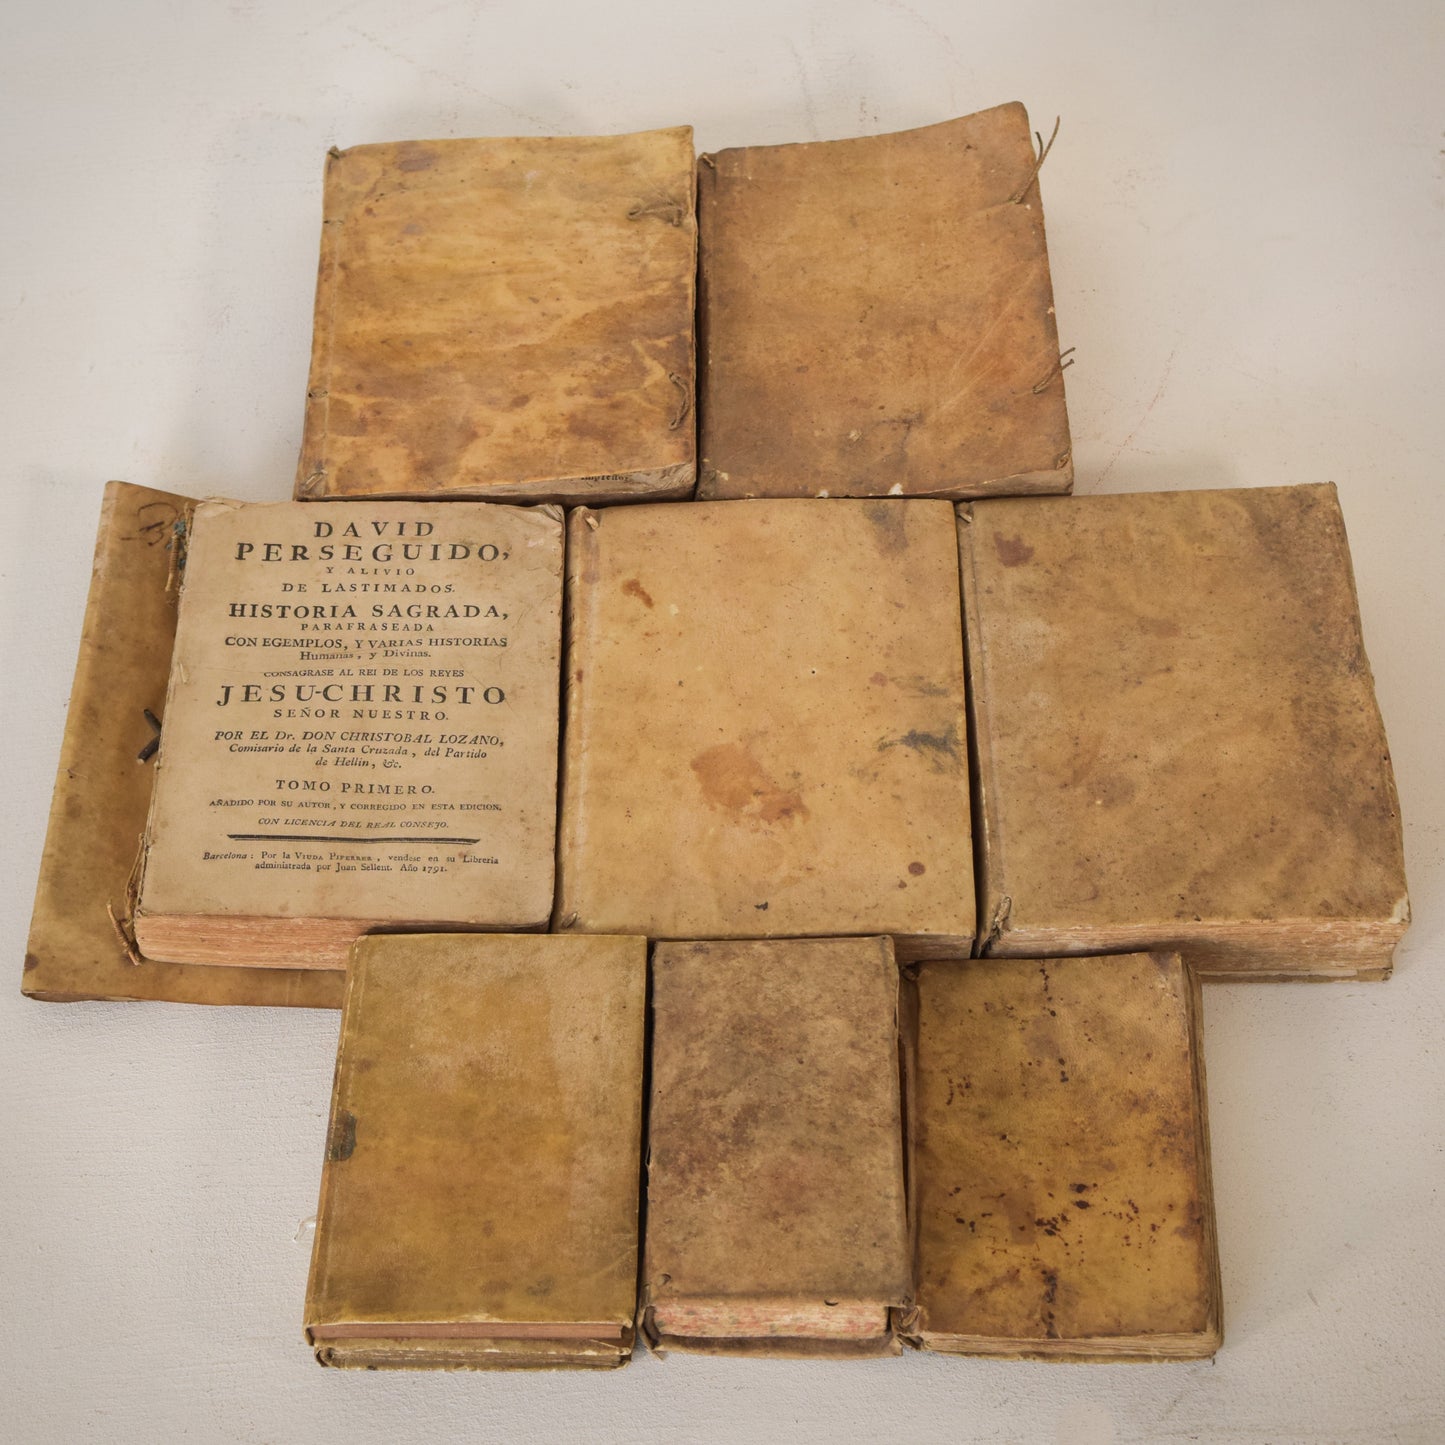 DAVID
PERSEGUIDO,
Y ALIVIO
DE LASTIMADOS.
HISTORIA SAGRADA,
PARAFRASEADA
CON EGEMPLOS, Y VARIAS HISTORIAS
Humanas, y Divinas.
CONSAGRASE AL REI DE LOS REYES
JESU-CHRISTO
SEÑOR NUESTRO.
POR EL Dr. DON CHRISTOBAL LOZANO,
Comisario de la Santa Cruzada, del Partido
de Hellin, &c.
TOMO PRIMERO.
AÑADIDO POR SU AUTOR, Y CORREGIDO EN ESTA EDICION.
CON LICENCIA DEL REAL CONSEJO.
Barcelona: Por la VIUDA PIFERRER, vendese en su Libreria
administrada por Juan Sellent. Año 1791.